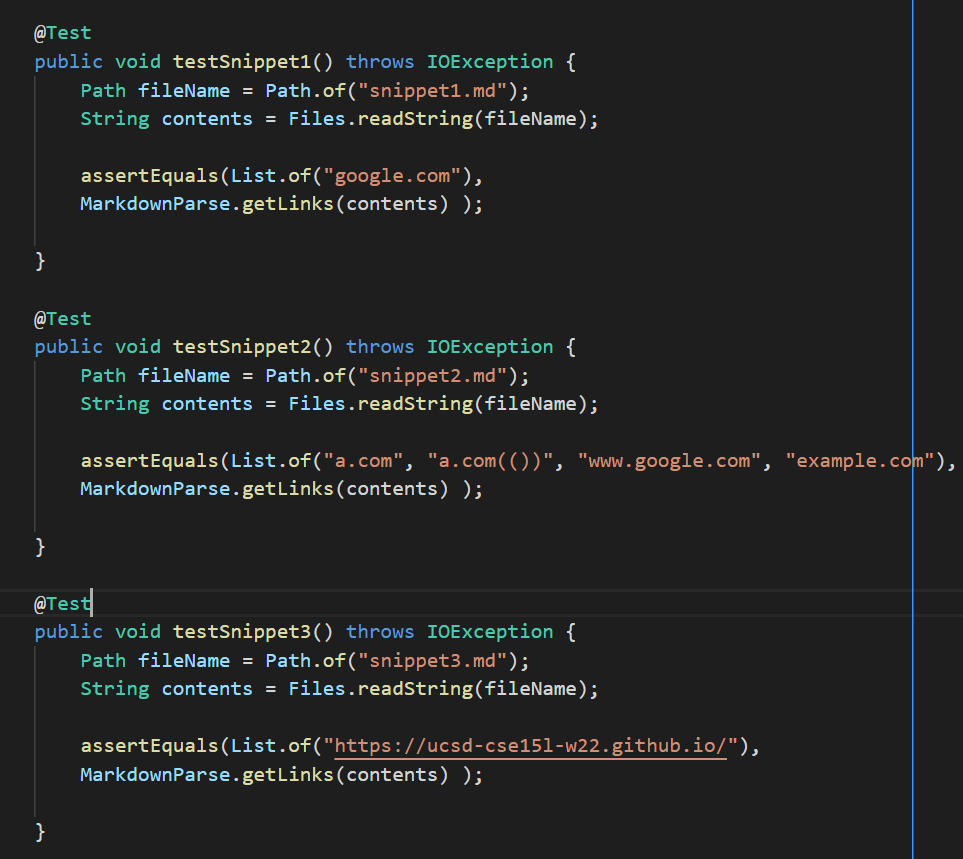 @Test
public void testSnippet1() throws IOException {
    Path fileName = Path.of("snippet1.md");
    String contents = Files.readString(fileName);

    assertEquals(List.of("google.com"),
    MarkdownParse.getLinks(contents) );

}

@Test
public void testSnippet2() throws IOException {
    Path fileName = Path.of("snippet2.md");
    String contents = Files.readString(fileName);

    assertEquals(List.of("a.com", "a.com(())", "www.google.com", "example.com"),
    MarkdownParse.getLinks(contents) );

}

@Test
public void testSnippet3() throws IOException {
    Path fileName = Path.of("snippet3.md");
    String contents = Files.readString(fileName);

    assertEquals(List.of("https://ucsd-cse15l-w22.github.io/"),
    MarkdownParse.getLinks(contents) );

}